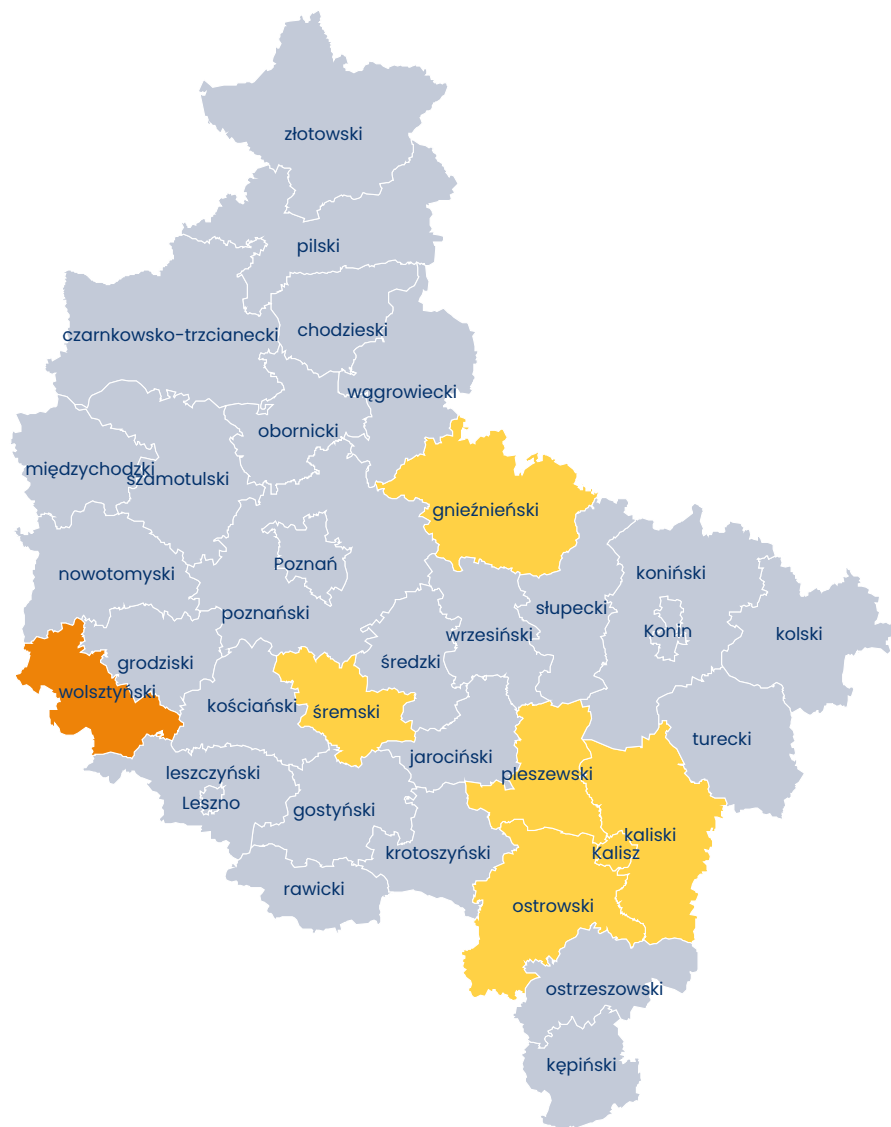 złotowski
pilski
chodzieski
czarnkowsko-trzcianecki
wągrowiecki
obornicki
międzychodzki
szamotulski
gnieźnieński
Poznań
nowotomyski
koniński
słupecki
poznański
Konin
wrzesiński
kolski
grodziski
średzki
wolsztyński
kościański
śremski
turecki
jarociński
leszczyński
pleszewski
Leszno
gostyński
kaliski
krotoszyński
Kalisz
rawicki
ostrowski
ostrzeszowski
kępiński